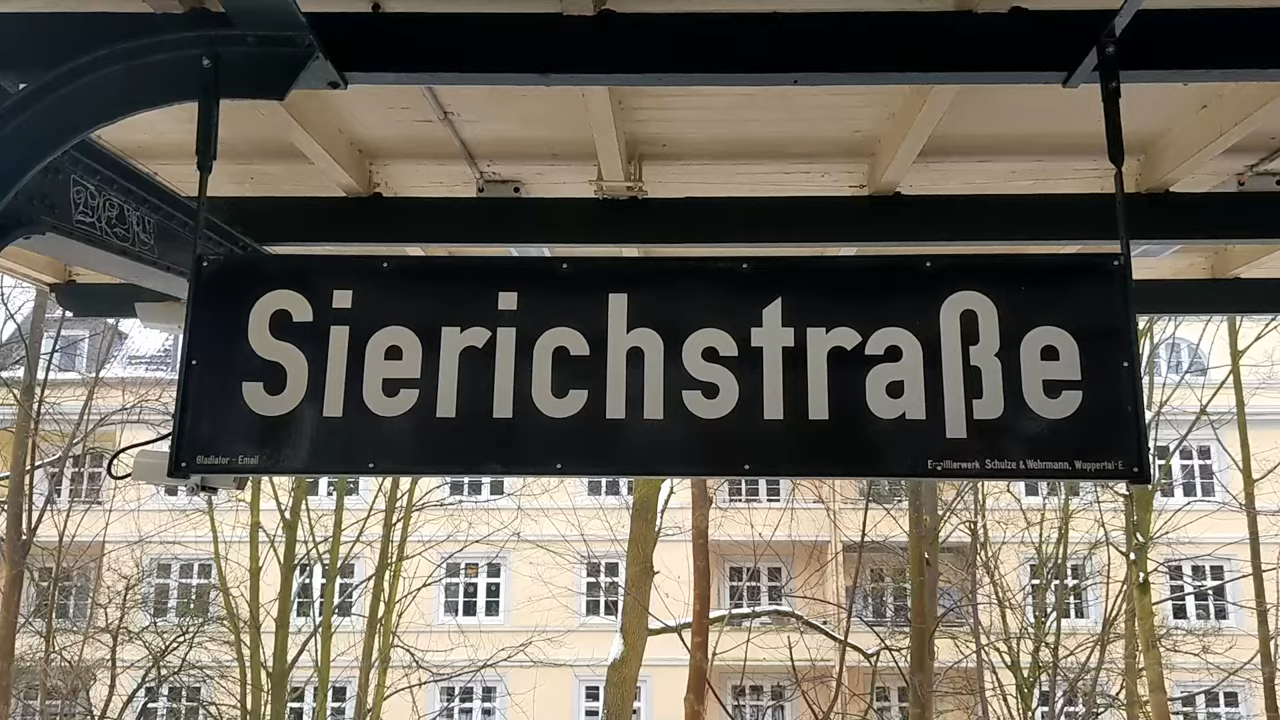 Sierichstraße
Gladiator - Email
Emaillierwerk Schulze & Wehrmann, Wuppertal-E.